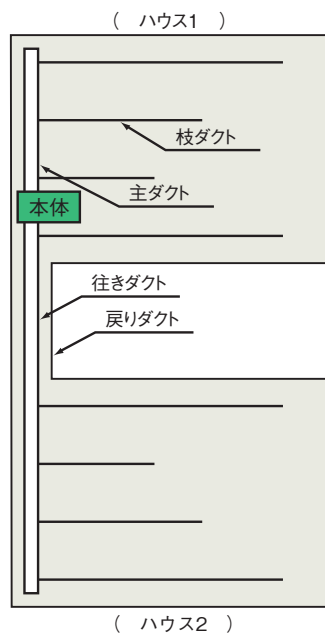 ( ハウス1 )
枝ダクト
主ダクト
本体
往きダクト
戻りダクト
( ハウス2 )